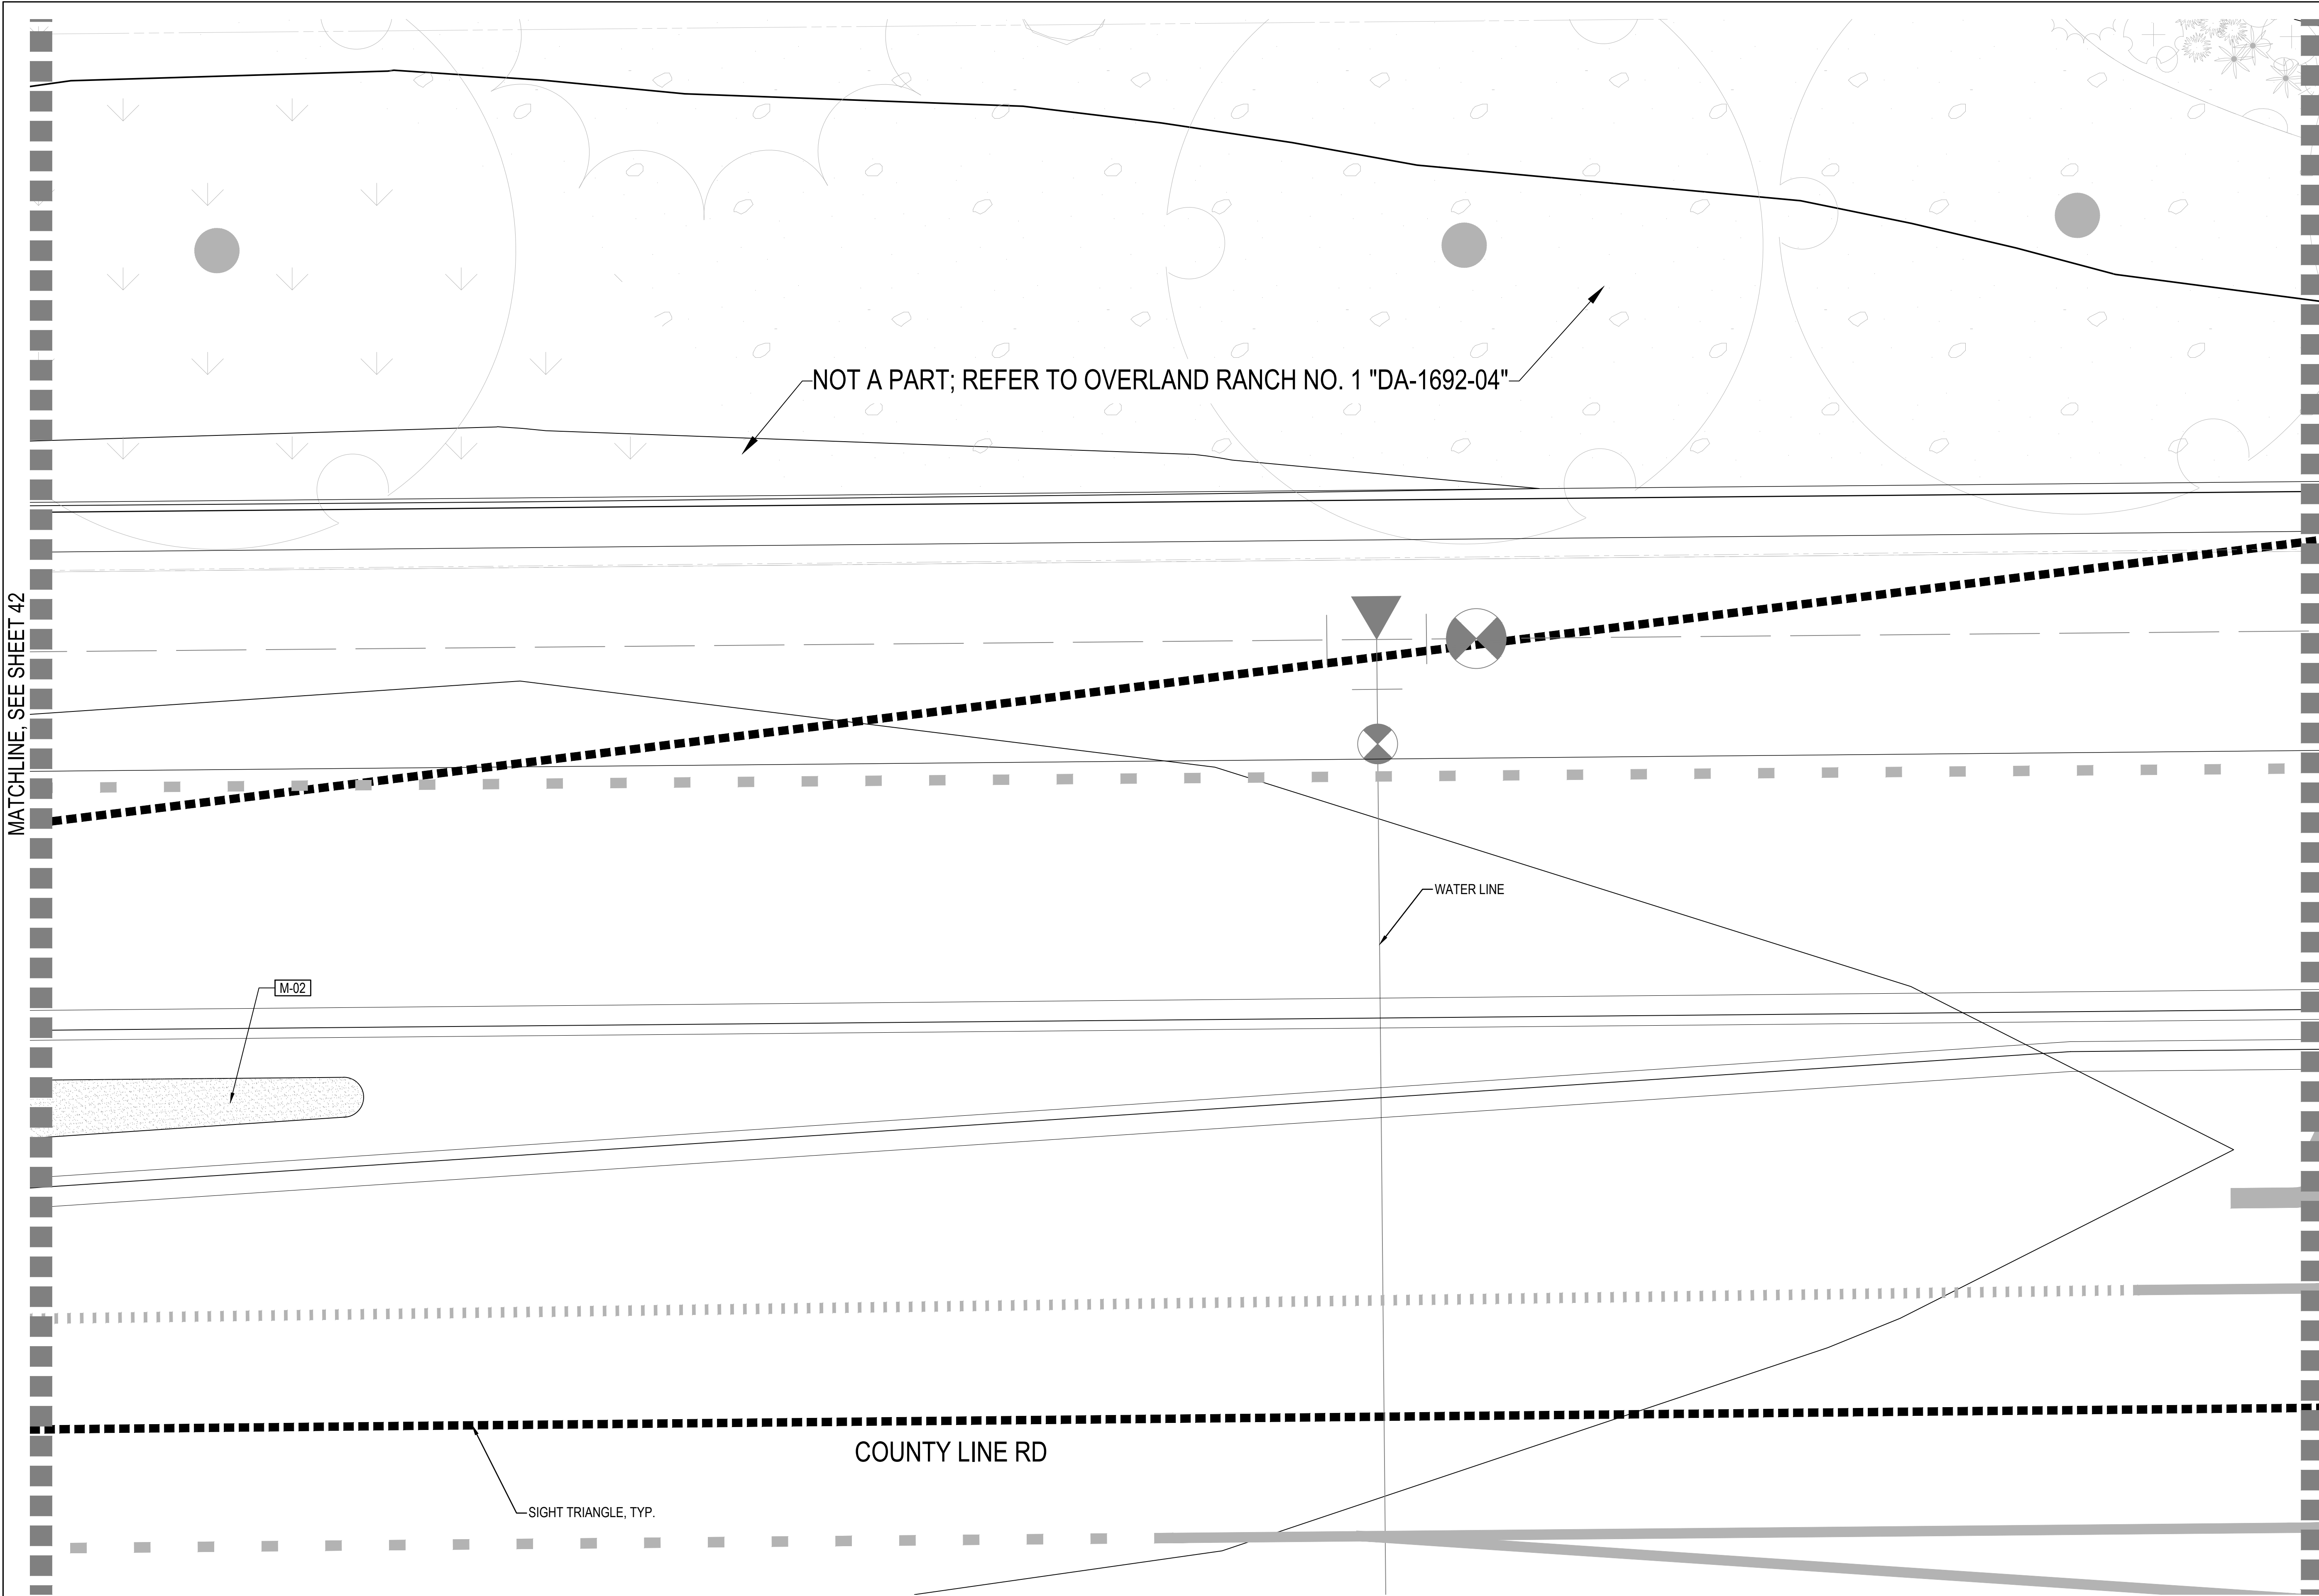 NOT A PART; REFER TO OVERLAND RANCH NO. 1 "DA-1692-04"
MATCHLINE, SEE SHEET 42
WATER LINE
M-02
COUNTY LINE RD
SIGHT TRIANGLE, TYP.